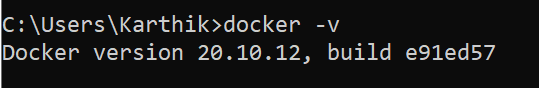 C:\Users\Karthik>docker -v
Docker version 20.10.12, build e91ed57